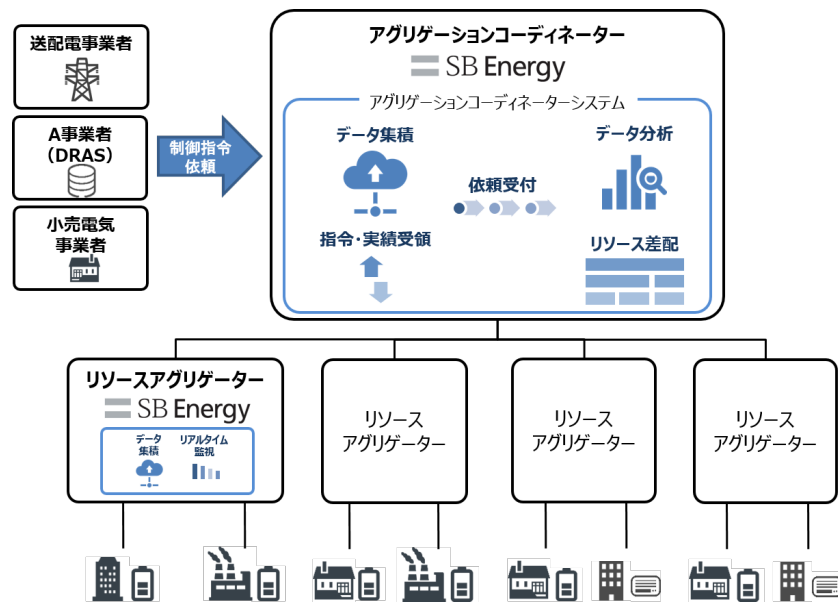 送配電事業者
A事業者
（DRAS）
小売電気
事業者
制御指令
依頼
アグリゲーションコーディネーター
SB Energy
アグリゲーションコーディネーターシステム
データ集積
依頼受付
データ分析
指令・実績受領
リソース差配
リソースアグリゲーター
SB Energy
データ
集積
リアルタイム
監視
リソース
アグリゲーター
リソース
アグリゲーター
リソース
アグリゲーター